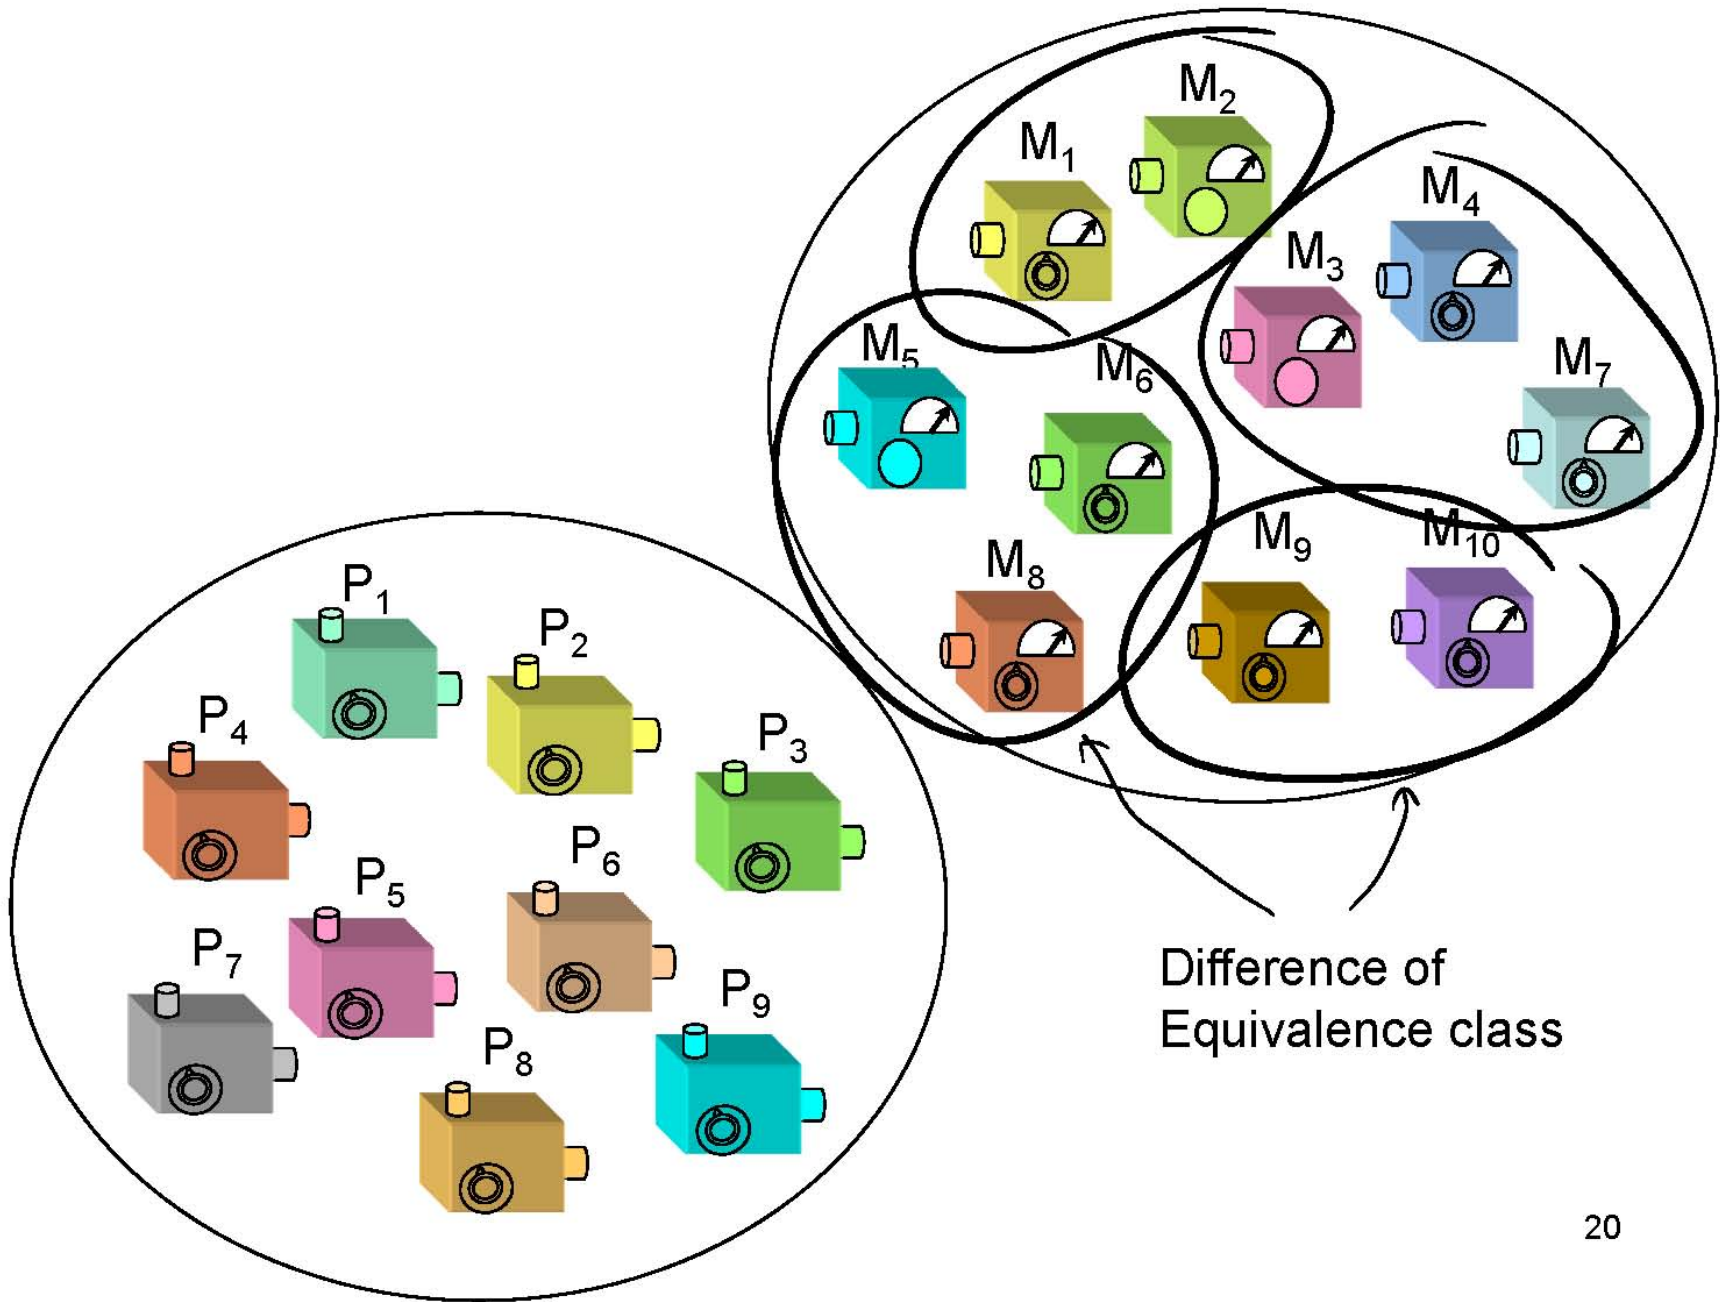 M₂
M₁
M₄
M₃
M₅
M₆
M₇
M₉
M₁₀
M₈
P₁
P₂
P₄
P₃
P₆
P₅
P₇
P₉
P₈
Difference of
Equivalence class
20